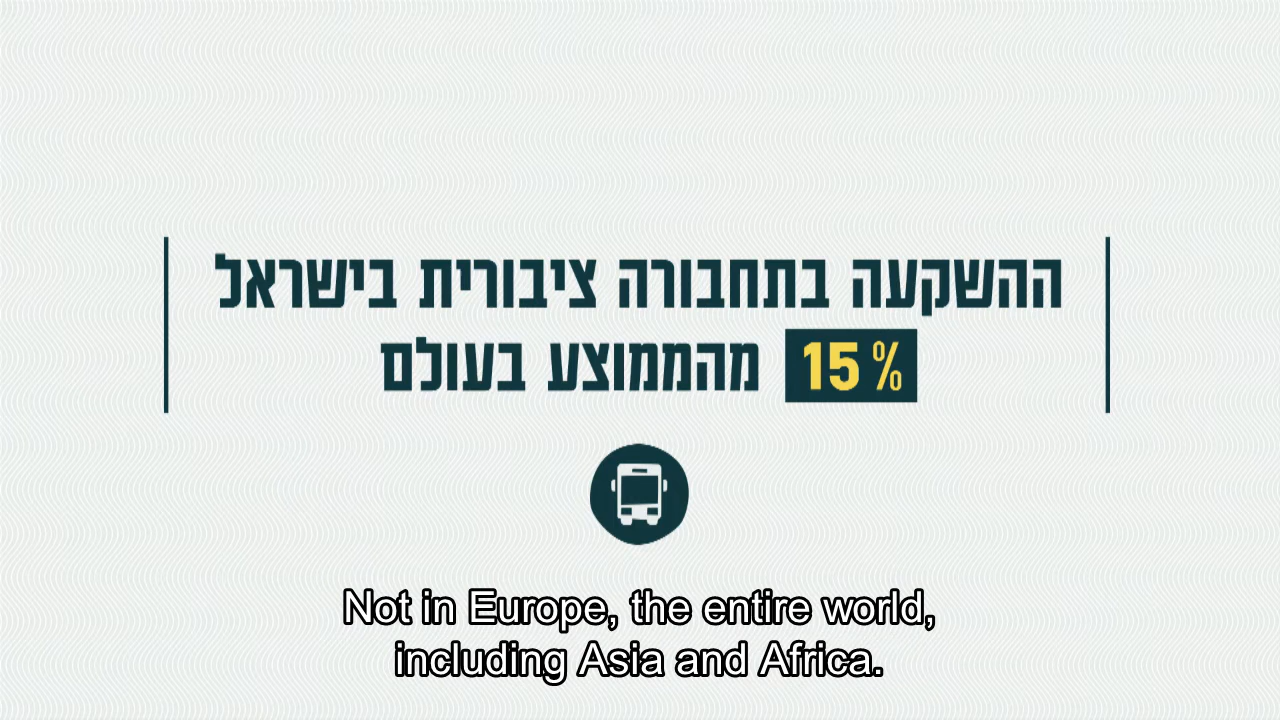 ההשקעה בתחבורה ציבורית בישראל
15% מהממוצע בעולם
Not in Europe, the entire world,
including Asia and Africa.